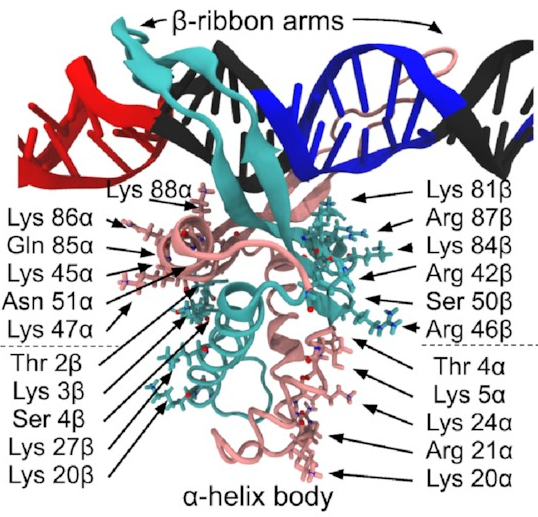 β-ribbon arms
Lys 88α
Lys 86α
Gln 85α
Lys 45α
Asn 51α
Lys 47α
Thr 2β
Lys 3β
Ser 4β
Lys 27β
Lys 20β
Lys 81β
Arg 87β
Lys 84β
Arg 42β
Ser 50β
Arg 46β
Thr 4α
Lys 5α
Lys 24α
Arg 21α
Lys 20α
α-helix body